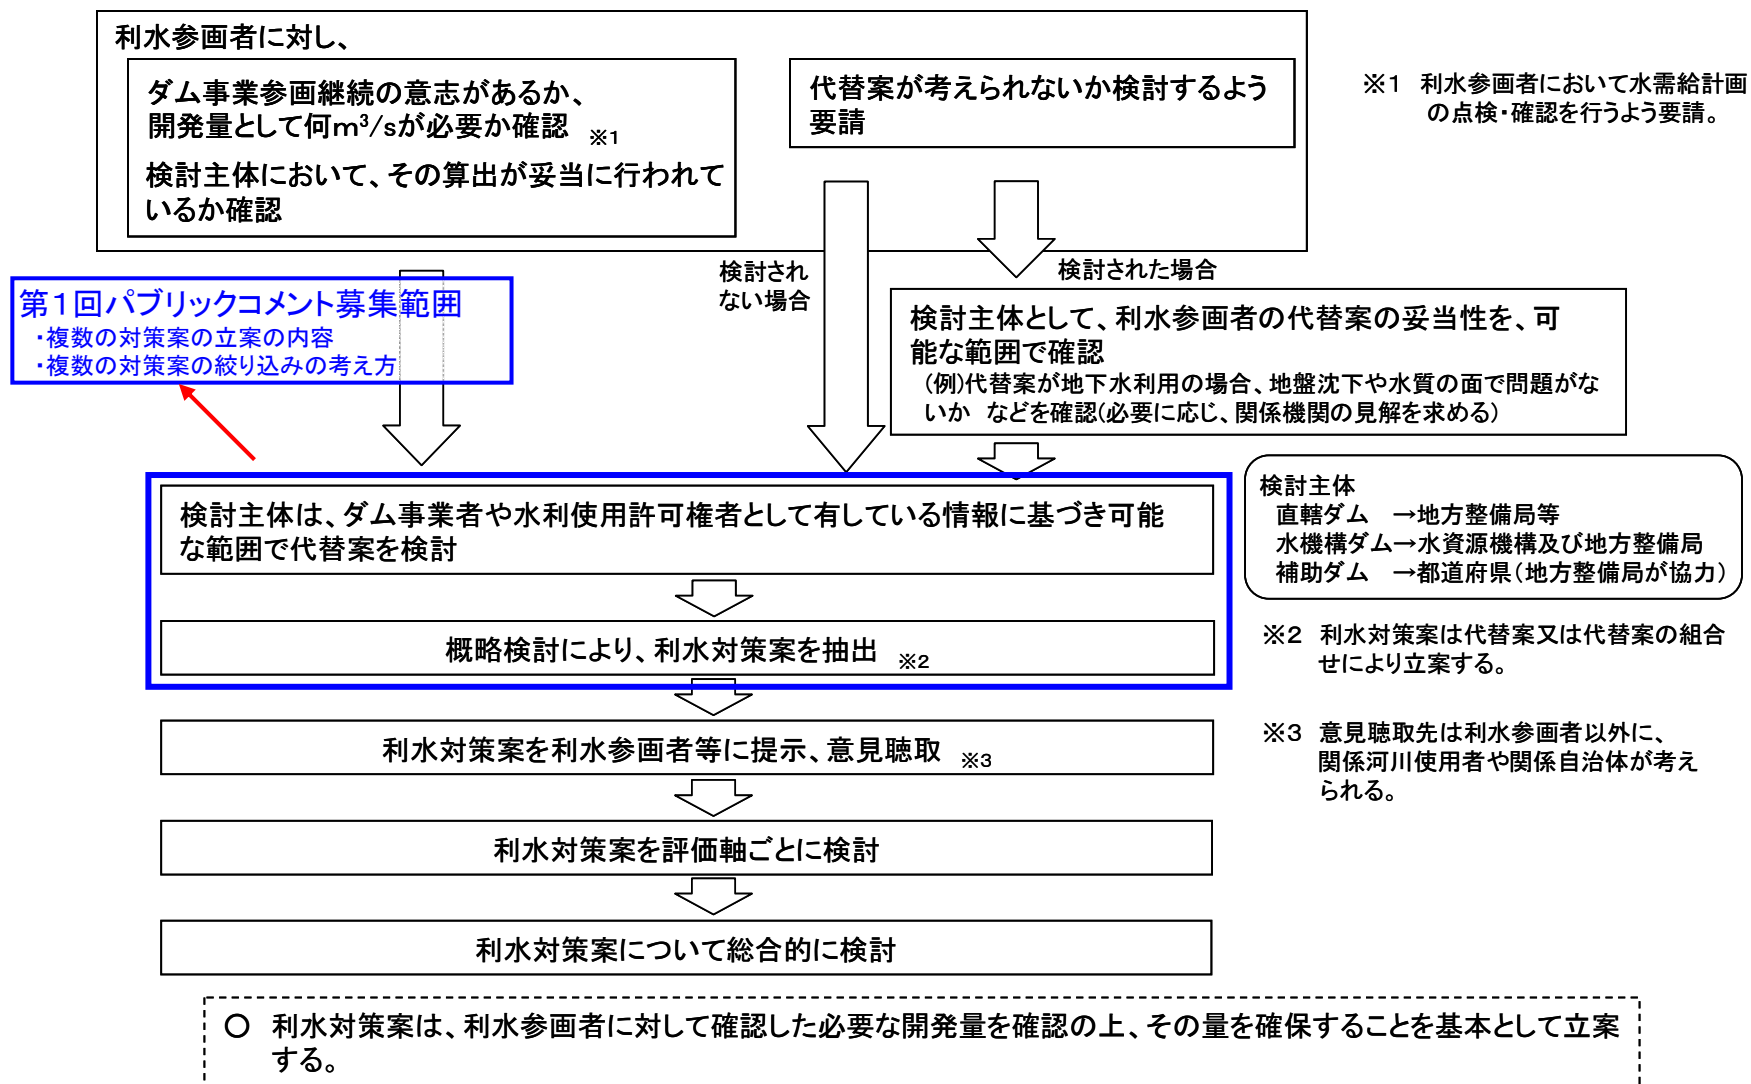 利水参画者に対し、
ダム事業参画継続の意志があるか、
開発量として何m³/sが必要か確認 ※1
検討主体において、その算出が妥当に行われて
いるか確認
代替案が考えられないか検討するよう
要請
※1 利水参画者において水需給計画
の点検・確認を行うよう要請。
検討され
ない場合
検討された場合
第1回パブリックコメント募集範囲
・複数の対策案の立案の内容
・複数の対策案の絞り込みの考え方
検討主体として、利水参画者の代替案の妥当性を、可
能な範囲で確認
(例)代替案が地下水利用の場合、地盤沈下や水質の面で問題がな
いか などを確認(必要に応じ、関係機関の見解を求める)
検討主体は、ダム事業者や水利使用許可権者として有している情報に基づき可能
な範囲で代替案を検討
検討主体
直轄ダム →地方整備局等
水機構ダム→水資源機構及び地方整備局
補助ダム →都道府県(地方整備局が協力)
概略検討により、利水対策案を抽出 ※2
※2 利水対策案は代替案又は代替案の組合
せにより立案する。
利水対策案を利水参画者等に提示、意見聴取 ※3
※3 意見聴取先は利水参画者以外に、
関係河川使用者や関係自治体が考え
られる。
利水対策案を評価軸ごとに検討
利水対策案について総合的に検討
○ 利水対策案は、利水参画者に対して確認した必要な開発量を確認の上、その量を確保することを基本として立案
する。